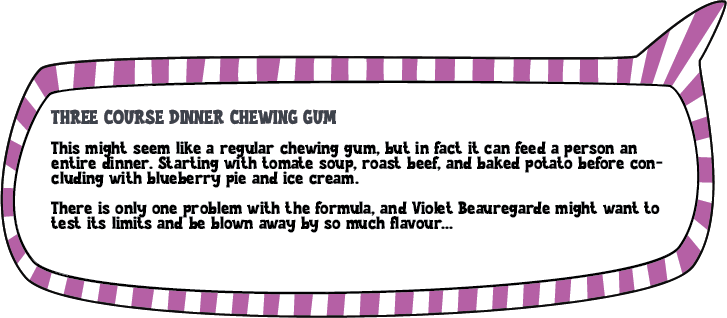 THREE COURSE DINNER CHEWING GUM
This might seem like a regular chewing gum, but in fact it can feed a person an
entire dinner. Starting with tomate soup, roast beef, and baked potato before con-
cluding with blueberry pie and ice cream.
There is only one problem with the formula, and Violet Beauregarde might want to
test its limits and be blown away by so much flavour...